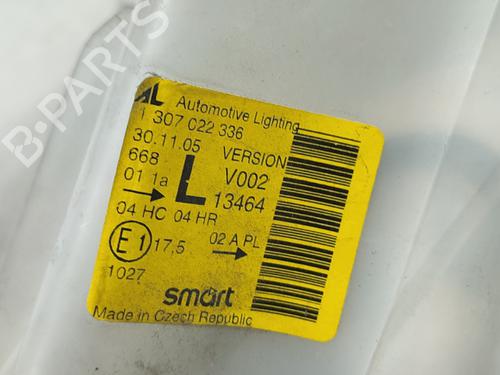 AL Automotive Lighting
1 307 022 336
30.11.05 VERSION
668 L V002
01 1a 13464
04 HC 04 HR
E1 17,5 02 A PL
1027
smart
Made in Czech Republic
B-PARTS